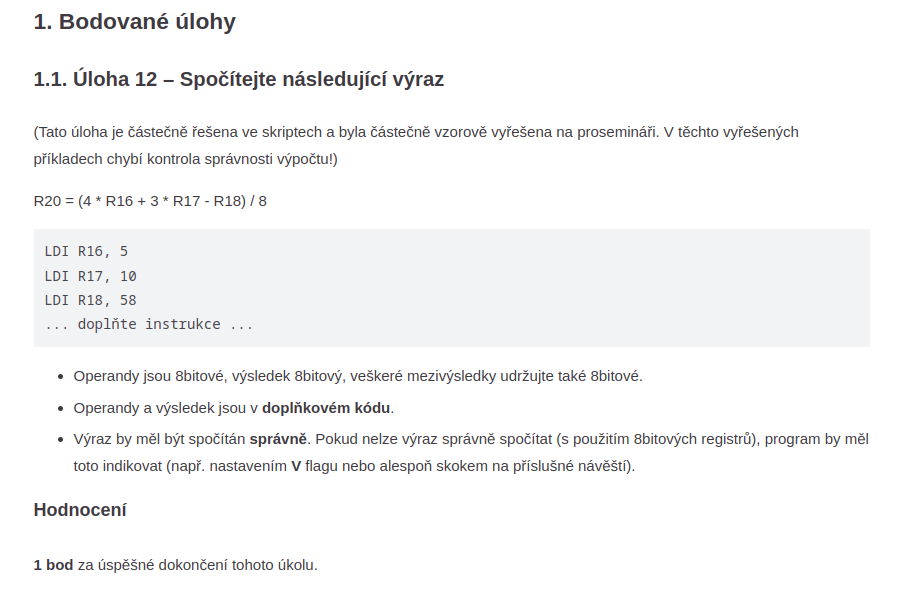 1. Bodované úlohy
1.1. Úloha 12 – Spočítejte následující výraz
(Tato úloha je částečně řešena ve skriptech a byla částečně vzorově vyřešena na prosemináři. V těchto vyřešených
příkladech chybí kontrola správnosti výpočtu!)
R20 = (4 * R16 + 3 * R17 - R18) / 8
LDI R16, 5
LDI R17, 10
LDI R18, 58
... doplňte instrukce ...
• Operandy jsou 8bitové, výsledek 8bitový, veškeré mezivýsledky udržujte také 8bitové.
• Operandy a výsledek jsou v doplňkovém kódu.
• Výraz by měl být spočítán správně. Pokud nelze výraz správně spočítat (s použitím 8bitových registrů), program by měl
toto indikovat (např. nastavením V flagu nebo alespoň skokem na příslušné návěští).
Hodnocení
1 bod za úspěšné dokončení tohoto úkolu.